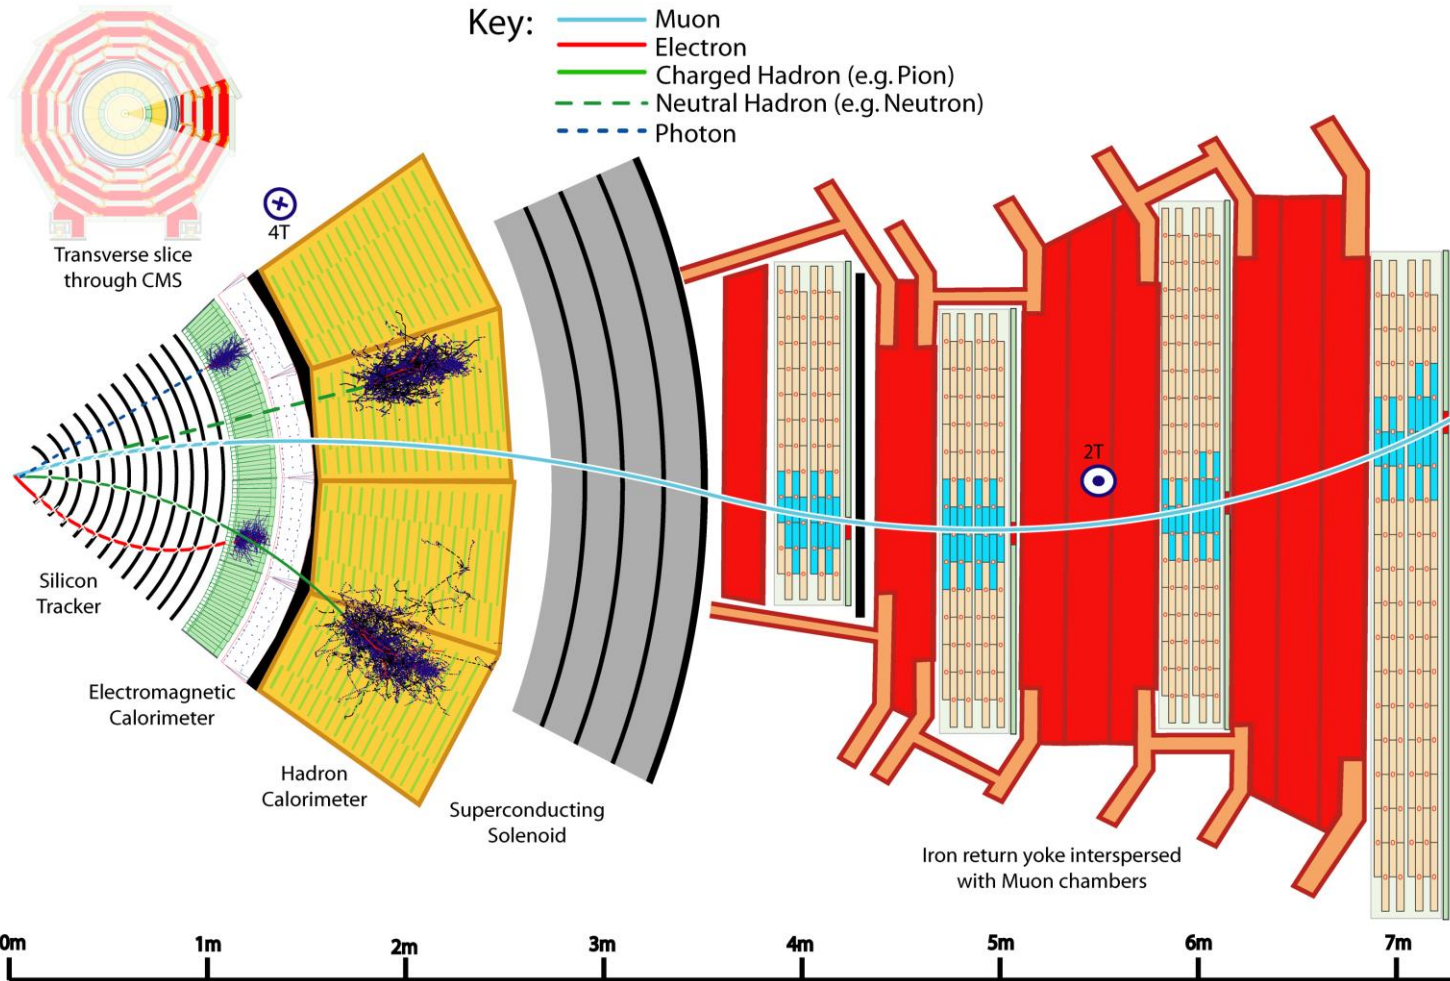 Key:
Muon
Electron
Charged Hadron (e.g. Pion)
Neutral Hadron (e.g. Neutron)
Photon
Transverse slice
through CMS
4T
2T
Silicon
Tracker
Electromagnetic
Calorimeter
Hadron
Calorimeter
Superconducting
Solenoid
Iron return yoke interspersed
with Muon chambers
0m
1m
2m
3m
4m
5m
6m
7m